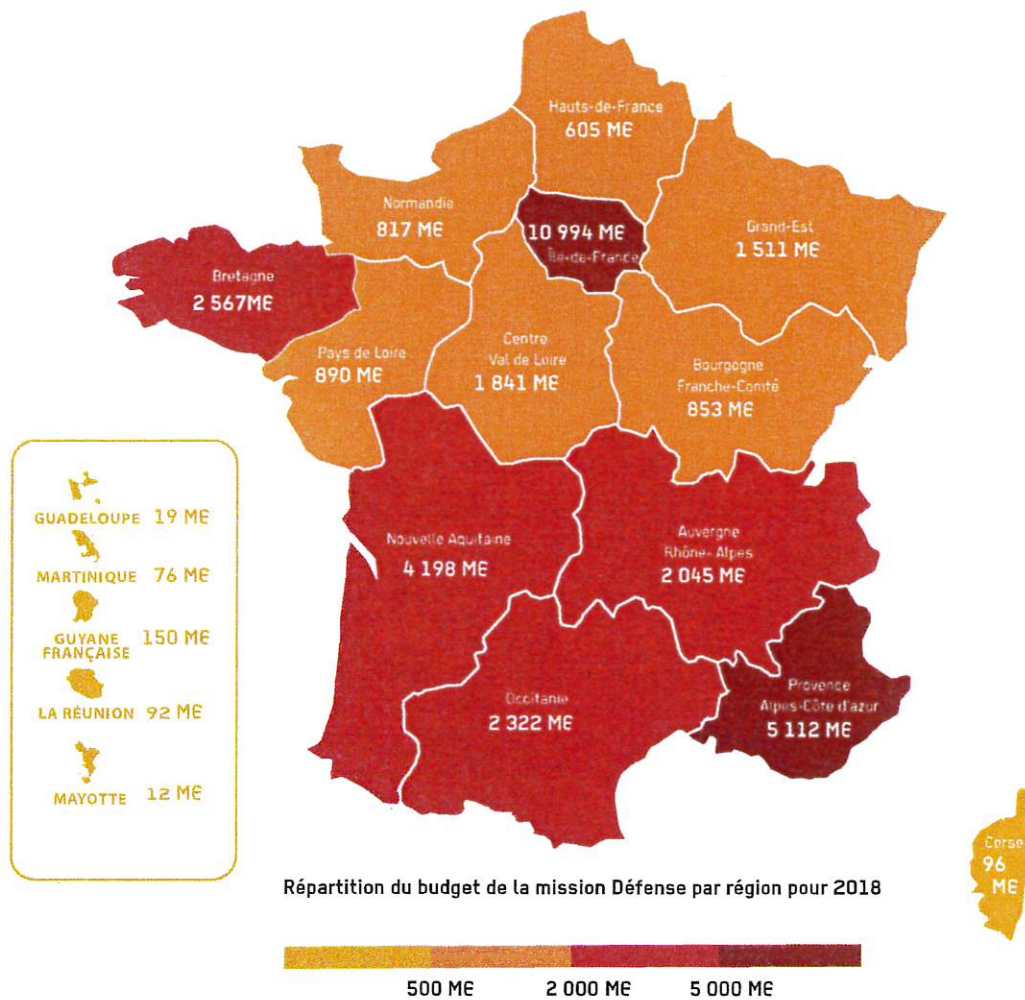 Hauts-de-France
605 M€
Normandie
817 M€
10 994 M€
Île-de-France
Grand-Est
1 511 M€
Bretagne
2 567M€
Pays de Loire
890 M€
Centre
Val de Loire
1 841 M€
Bourgogne
Franche-Comté
853 M€
Nouvelle Aquitaine
4 198 M€
Auvergne
Rhône- Alpes
2 045 M€
Occitanie
2 322 M€
Provence
Alpes-Côte d'azur
5 112 M€
GUADELOUPE 19 M€
MARTINIQUE 76 M€
GUYANE
FRANÇAISE 150 M€
LA RÉUNION 92 M€
MAYOTTE 12 M€
Corse
96
M€
Répartition du budget de la mission Défense par région pour 2018
500 M€ 2 000 M€ 5 000 M€